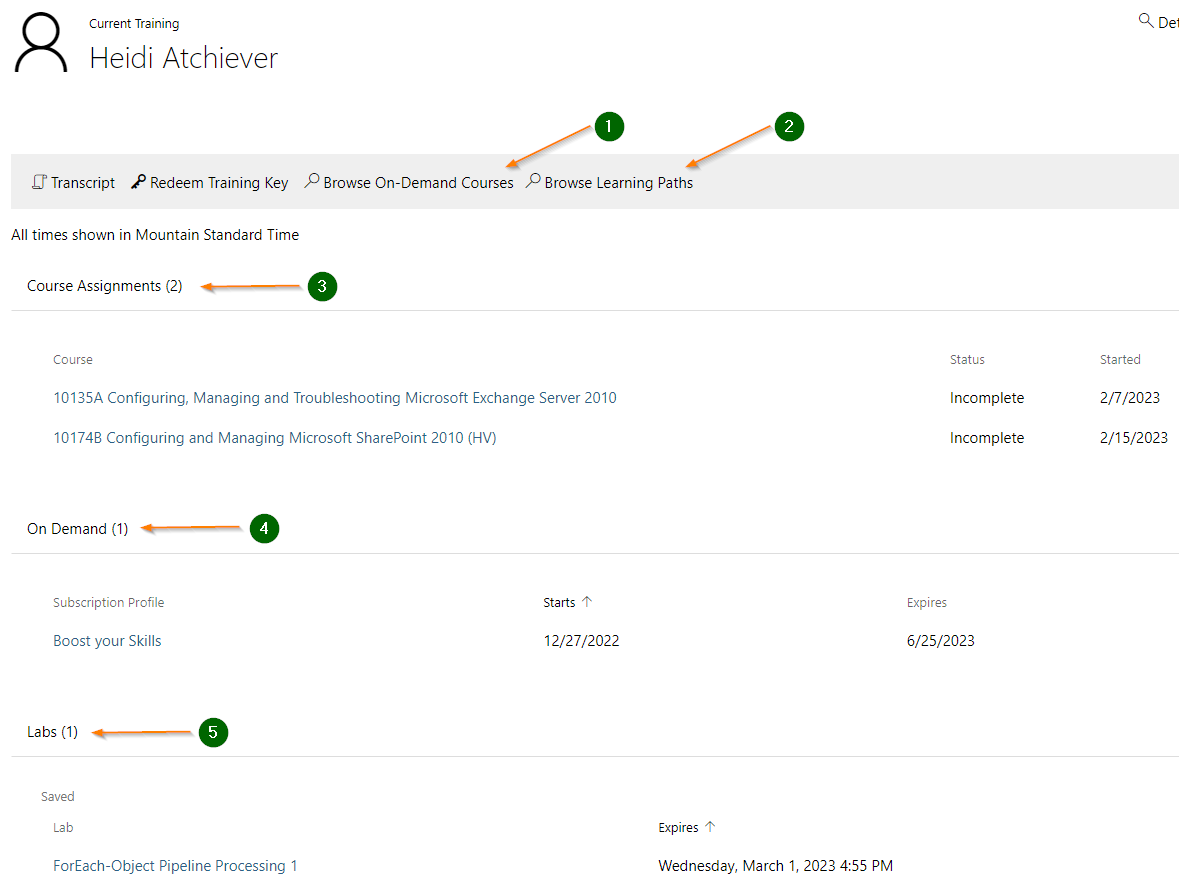 Current Training
Heidi Atchiever
Det
1
2
Transcript Redeem Training Key Browse On-Demand Courses Browse Learning Paths
All times shown in Mountain Standard Time
Course Assignments (2) 3
Course Status Started
10135A Configuring, Managing and Troubleshooting Microsoft Exchange Server 2010 Incomplete 2/7/2023
10174B Configuring and Managing Microsoft SharePoint 2010 (HV) Incomplete 2/15/2023
On Demand (1) 4
Subscription Profile Starts Expires
Boost your Skills 12/27/2022 6/25/2023
Labs (1) 5
Saved
Lab Expires
ForEach-Object Pipeline Processing 1 Wednesday, March 1, 2023 4:55 PM